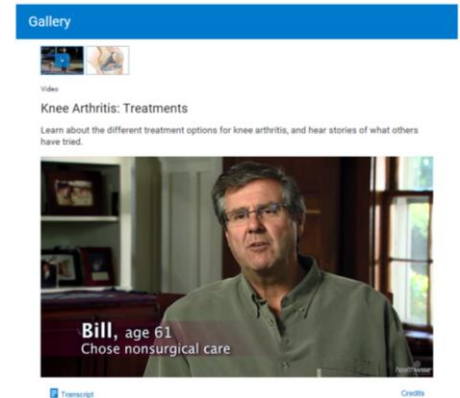 Gallery
Video
Knee Arthritis: Treatments
Learn about the different treatment options for knee arthritis, and hear stories of what others
have tried.
Bill, age 61
Chose nonsurgical care
healthwise
Transcript
Credits